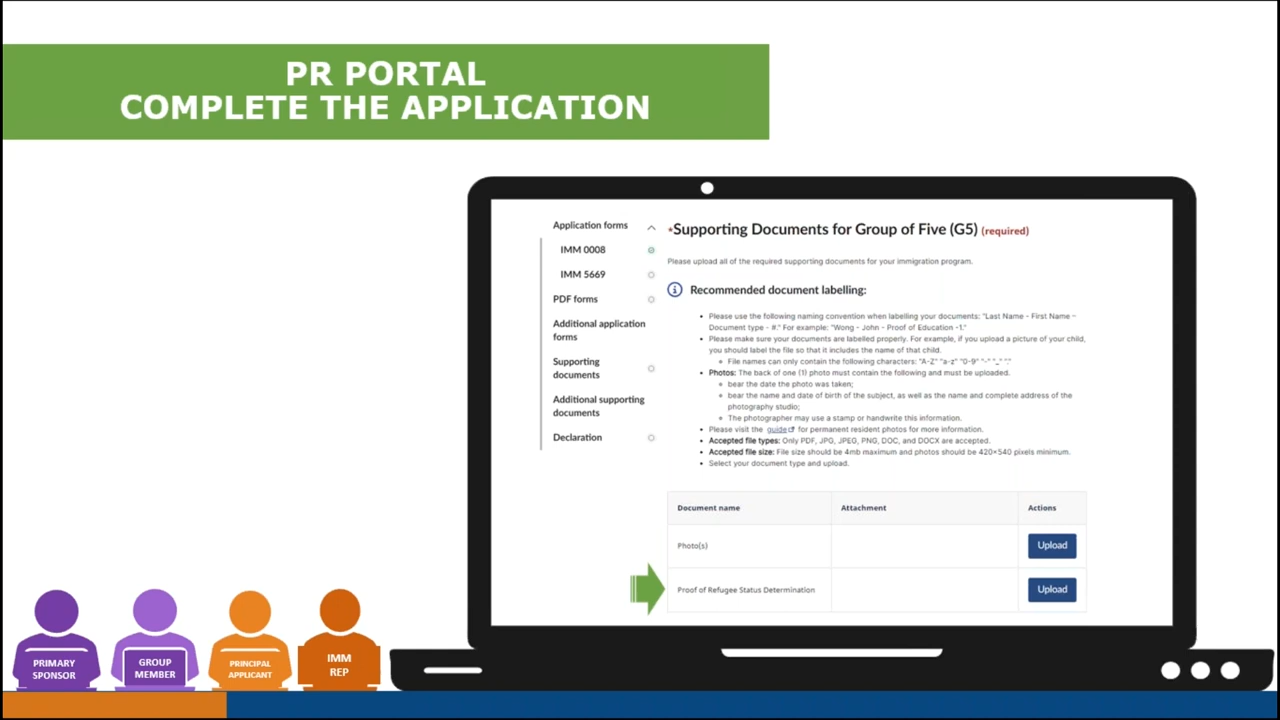 PR PORTAL
COMPLETE THE APPLICATION
Application forms
IMM 0008
IMM 5669
PDF forms
Additional application
forms
Supporting
documents
Additional supporting
documents
Declaration
*Supporting Documents for Group of Five (G5) (required)
Please upload all of the required supporting documents for your immigration program.
Recommended document labelling:
Please use the following naming convention when labelling your documents: "Last Name - First Name -
Document type - #." For example: "Wong - John - Proof of Education -1."
Please make sure your documents are labelled properly. For example, if you upload a picture of your child,
you should label the file so that it includes the name of that child.
File names can only contain the following characters: "A-Z" "a-z" "0-9" "-" "_" "."
Photos: The back of one (1) photo must contain the following and must be uploaded.
bear the date the photo was taken;
bear the name and date of birth of the subject, as well as the name and complete address of the
photography studio;
The photographer may use a stamp or handwrite this information.
Please visit the guide for permanent resident photos for more information.
Accepted file types: Only PDF, JPG, JPEG, PNG, DOC, and DOCX are accepted.
Accepted file size: File size should be 4mb maximum and photos should be 420×540 pixels minimum.
Select your document type and upload.
Document name Attachment Actions
Photo(s) Upload
Proof of Refugee Status Determination Upload
PRIMARY
SPONSOR
GROUP
MEMBER
PRINCIPAL
APPLICANT
IMM
REP